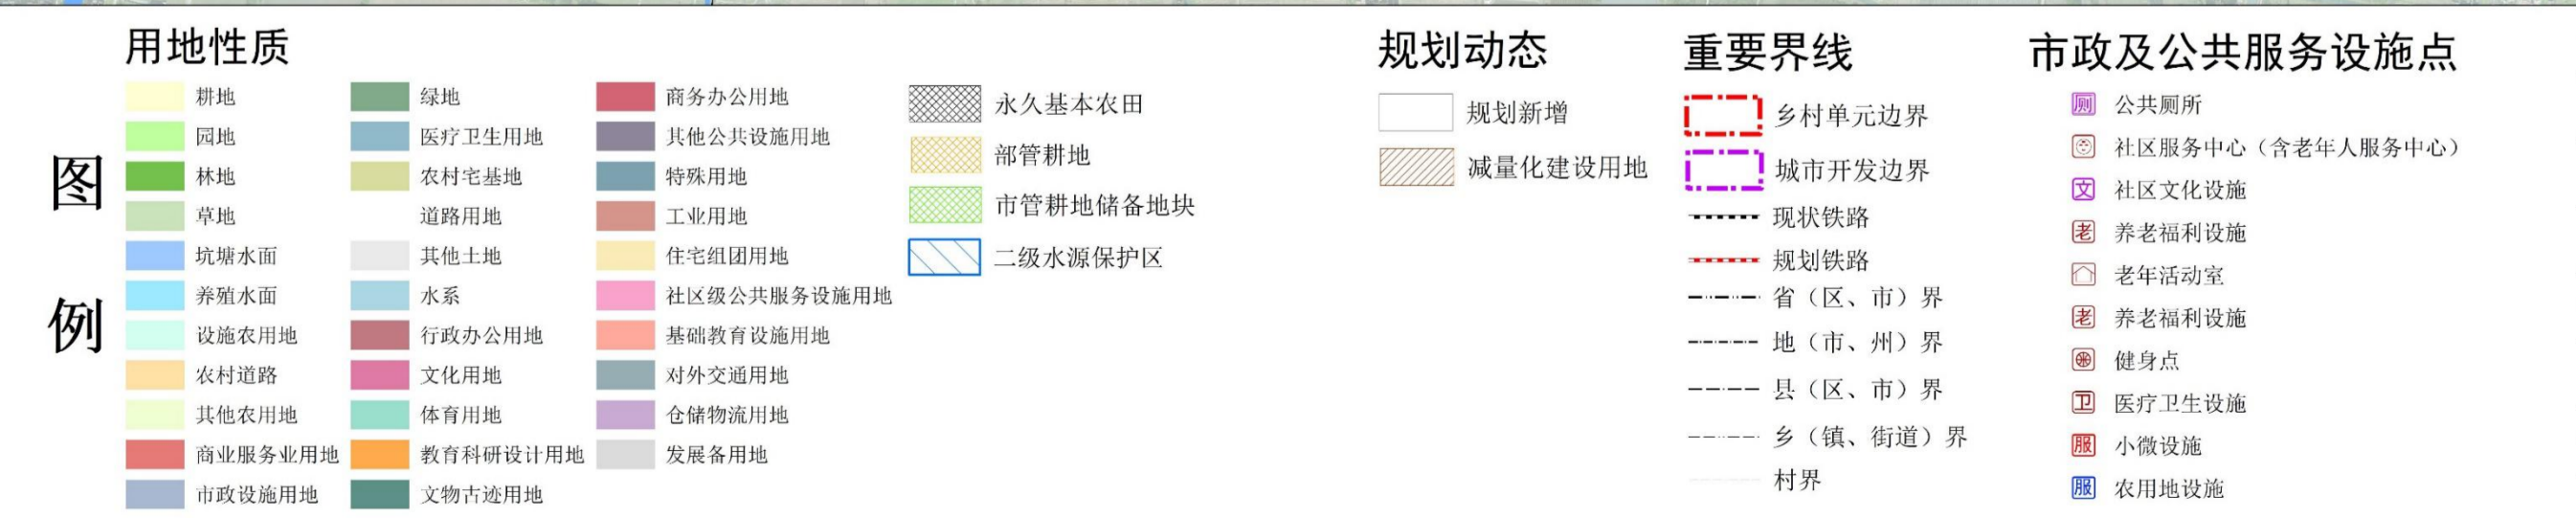 图例
用地性质
耕地
园地
林地
草地
坑塘水面
养殖水面
设施农用地
农村道路
其他农用地
商业服务业用地
市政设施用地
绿地
医疗卫生用地
农村宅基地
道路用地
其他土地
水系
行政办公用地
文化用地
体育用地
教育科研设计用地
文物古迹用地
商务办公用地
其他公共设施用地
特殊用地
工业用地
住宅组团用地
社区级公共服务设施用地
基础教育设施用地
对外交通用地
仓储物流用地
发展备用地
永久基本农田
部管耕地
市管耕地储备地块
二级水源保护区
规划动态
规划新增
减量化建设用地
重要界线
乡村单元边界
城市开发边界
现状铁路
规划铁路
省（区、市）界
地（市、州）界
县（区、市）界
乡（镇、街道）界
村界
市政及公共服务设施点
厕 公共厕所
社区服务中心（含老年人服务中心）
文 社区文化设施
老 养老福利设施
老年活动室
老 养老福利设施
健身点
卫 医疗卫生设施
服 小微设施
服 农用地设施